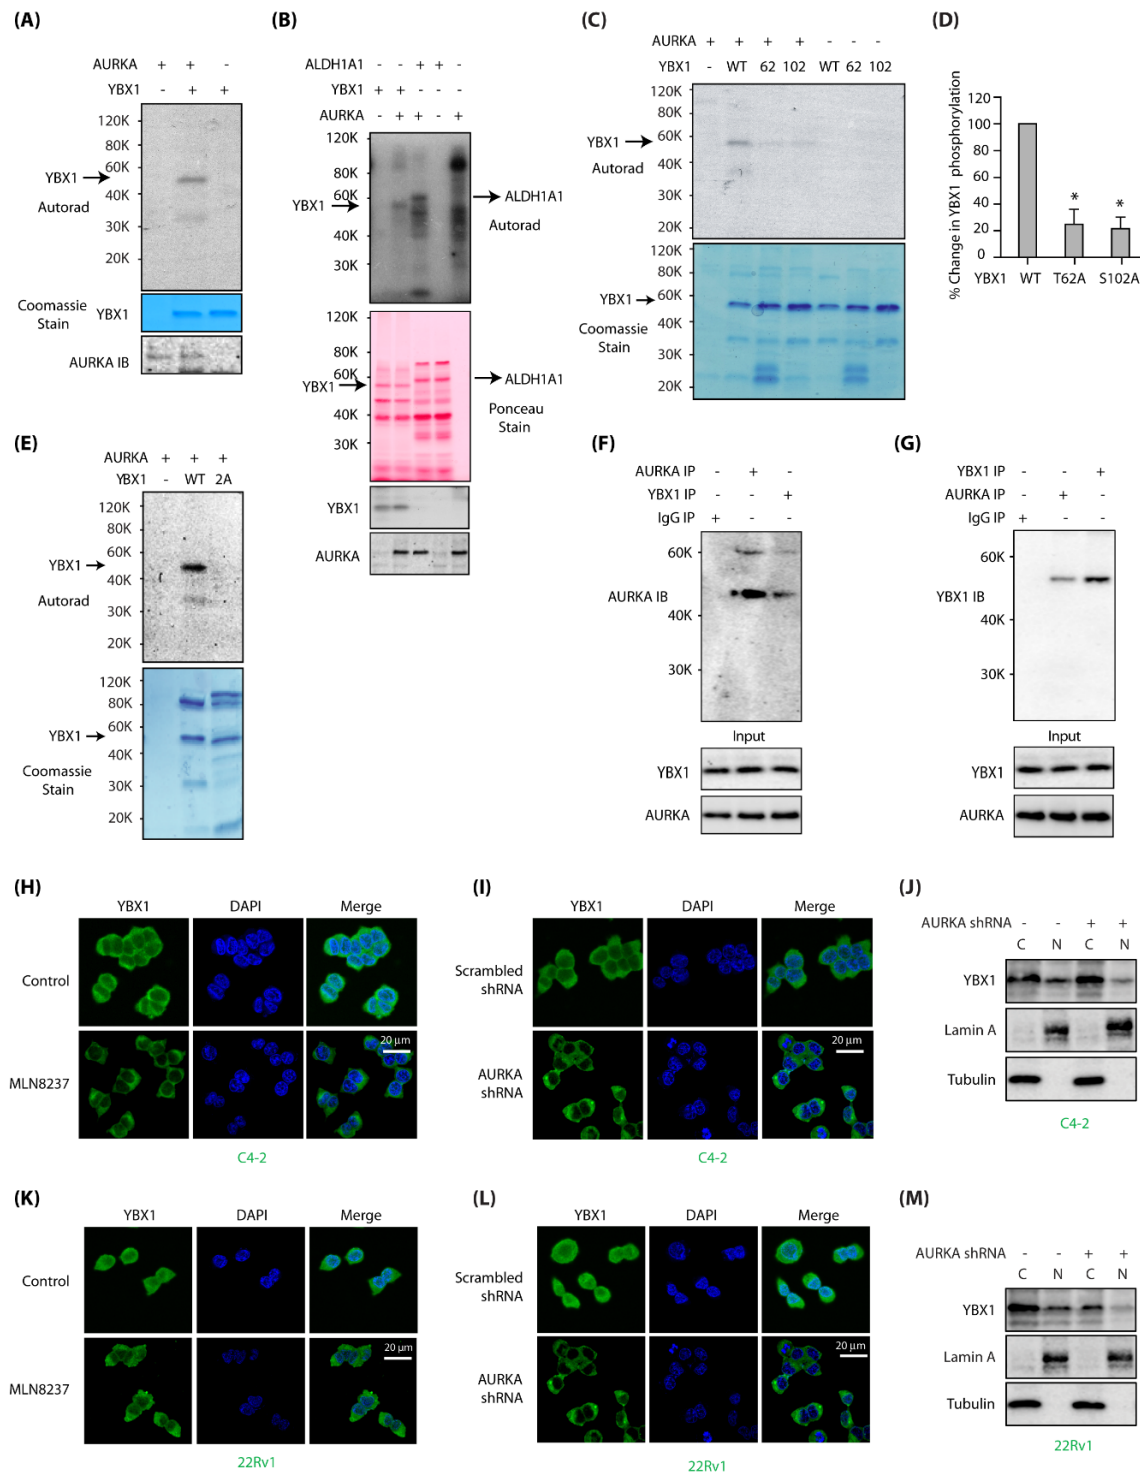 (A)
AURKA + + -
YBX1 - + +
120K
80K
60K
YBX1
40K
Autorad
30K
20K
Coomassie
Stain
YBX1
AURKA IB
(B)
ALDH1A1 - - + + -
YBX1 + + - - -
AURKA - + + - +
120K
80K
60K
ALDH1A1
YBX1
Autorad
40K
30K
120K
80K
60K
ALDH1A1
YBX1
40K
Ponceau
Stain
30K
YBX1
AURKA
(C)
AURKA + + + + - - -
YBX1 - WT 62 102 WT 62 102
120K
80K
60K
YBX1
40K
Autorad
30K
20K
120K
80K
YBX1
60K
40K
Coomassie
Stain
30K
20K
(D)
% Change in YBX1 phosphorylation
120
100
80
60
40
20
0
* *
YBX1 WT T62A S102A
(E)
AURKA + + +
YBX1 - WT 2A
120K
80K
60K
YBX1
40K
Autorad
30K
20K
120K
80K
60K
YBX1
40K
Coomassie
Stain
30K
20K
(F)
AURKA IP - + -
YBX1 IP - - +
IgG IP + - -
60K
AURKA IB
40K
30K
Input
YBX1
AURKA
(G)
YBX1 IP - - +
AURKA IP - + -
IgG IP + - -
60K
YBX1 IB
40K
30K
Input
YBX1
AURKA
(H)
YBX1 DAPI Merge
Control
MLN8237
20 µm
C4-2
(I)
YBX1 DAPI Merge
Scrambled
shRNA
AURKA
shRNA
20 µm
C4-2
(J)
AURKA shRNA - - + +
C N C N
YBX1
Lamin A
Tubulin
C4-2
(K)
YBX1 DAPI Merge
Control
MLN8237
20 µm
22Rv1
(L)
YBX1 DAPI Merge
Scrambled
shRNA
AURKA
shRNA
20 µm
22Rv1
(M)
AURKA shRNA - - + +
C N C N
YBX1
Lamin A
Tubulin
22Rv1